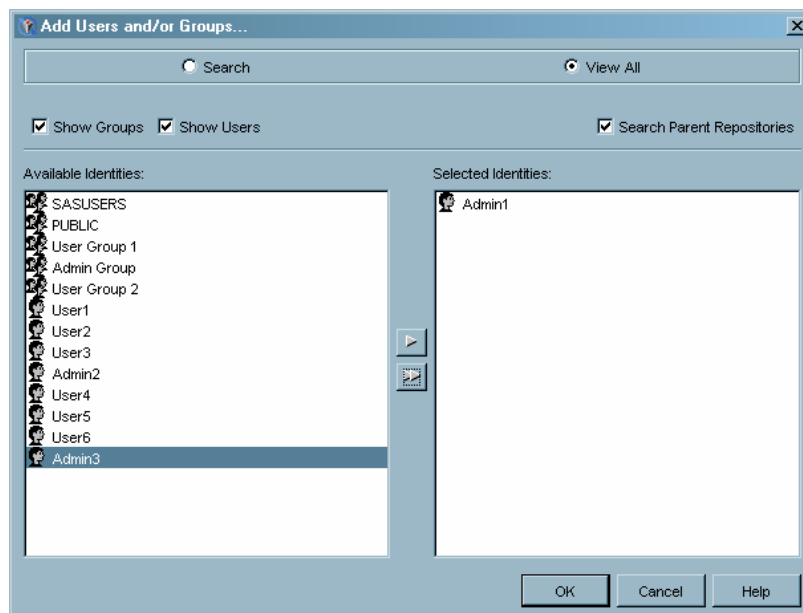 Add Users and/or Groups...
Search View All
Show Groups Show Users Search Parent Repositories
Available Identities: Selected Identities:
SASUSERS Admin1
PUBLIC
User Group 1
Admin Group
User Group 2
User1
User2
User3
Admin2
User4
User5
User6
Admin3
OK Cancel Help